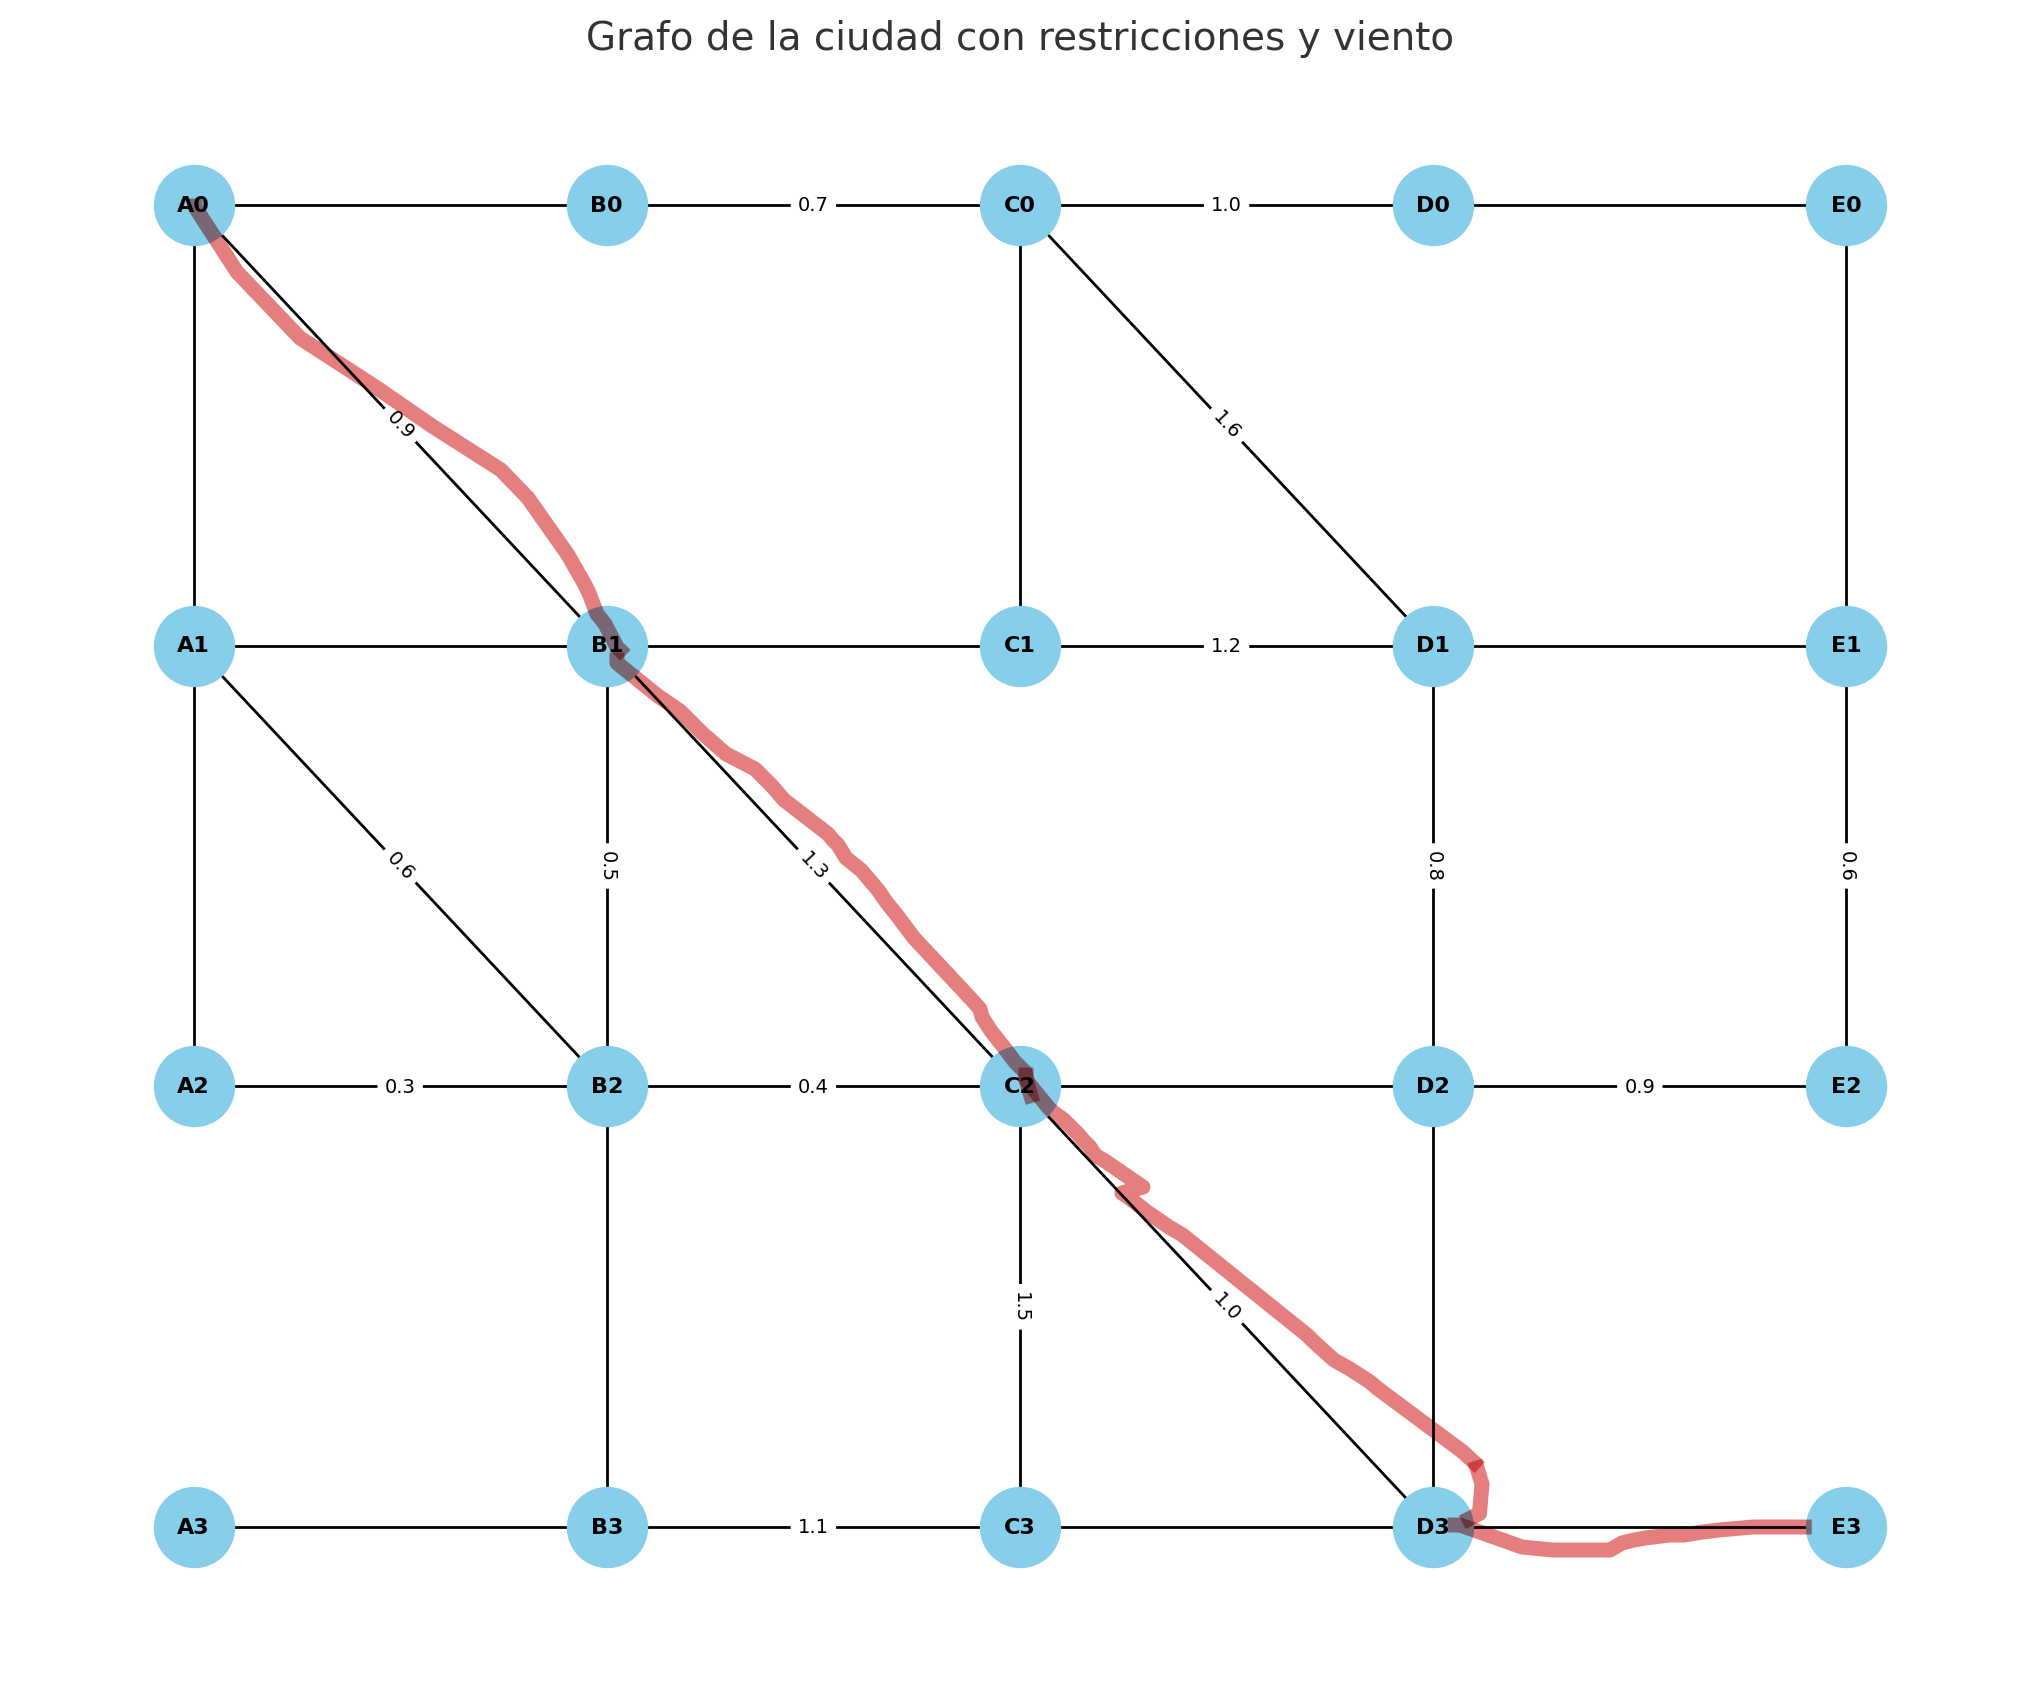 Grafo de la ciudad con restricciones y viento
A0 B0 0.7 C0 1.0 D0 E0
0.9 1.6
A1 B1 C1 1.2 D1 E1
0.6 0.5 1.3 0.8 0.6
A2 0.3 B2 0.4 C2 D2 0.9 E2
1.5 1.0
A3 B3 1.1 C3 D3 E3